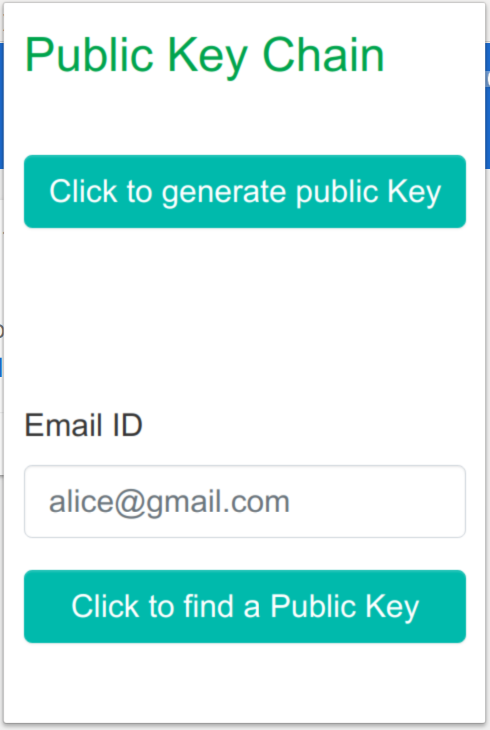 Public Key Chain
Click to generate public Key
Email ID
alice@gmail.com
Click to find a Public Key